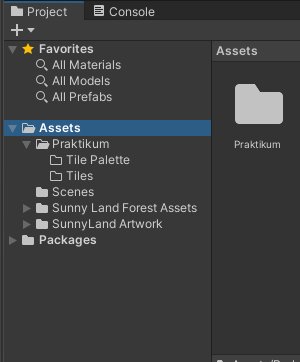 Project
Console
Favorites
All Materials
All Models
All Prefabs
Assets
Praktikum
Tile Palette
Tiles
Scenes
Sunny Land Forest Assets
SunnyLand Artwork
Packages
Assets
Praktikum